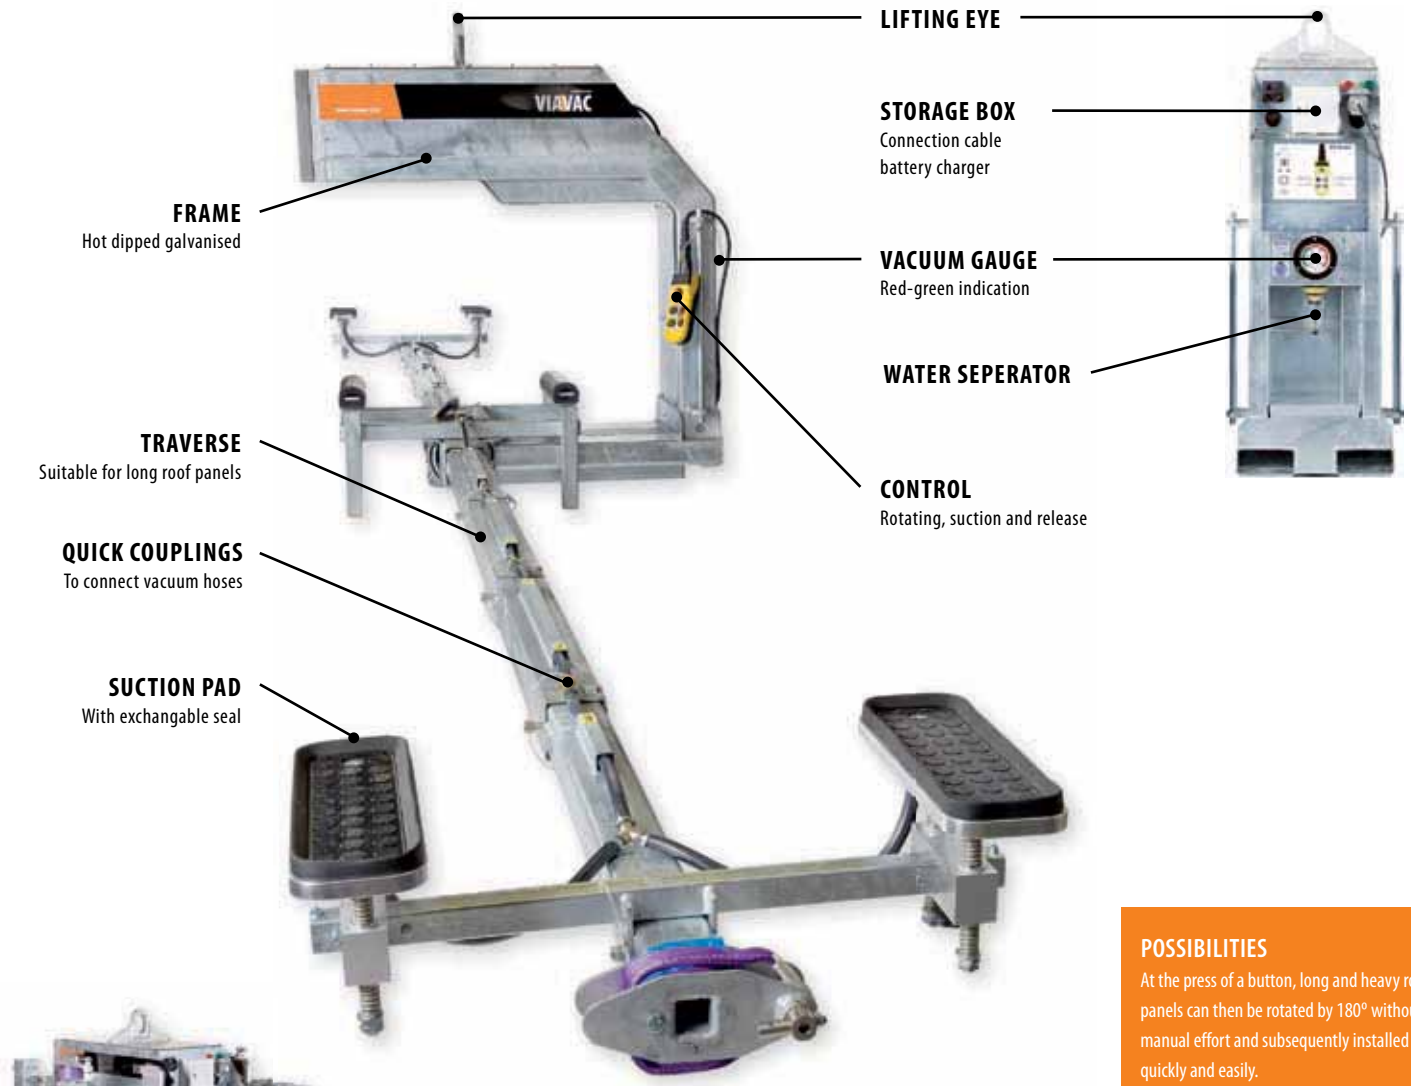 LIFTING EYE
STORAGE BOX
Connection cable
battery charger
VIAVAC
FRAME
Hot dipped galvanised
VACUUM GAUGE
Red-green indication
WATER SEPERATOR
TRAVERSE
Suitable for long roof panels
CONTROL
Rotating, suction and release
QUICK COUPLINGS
To connect vacuum hoses
SUCTION PAD
With exchangable seal
POSSIBILITIES
At the press of a button, long and heavy
panels can then be rotated by 180º
manual effort and subsequently installed
quickly and easily.